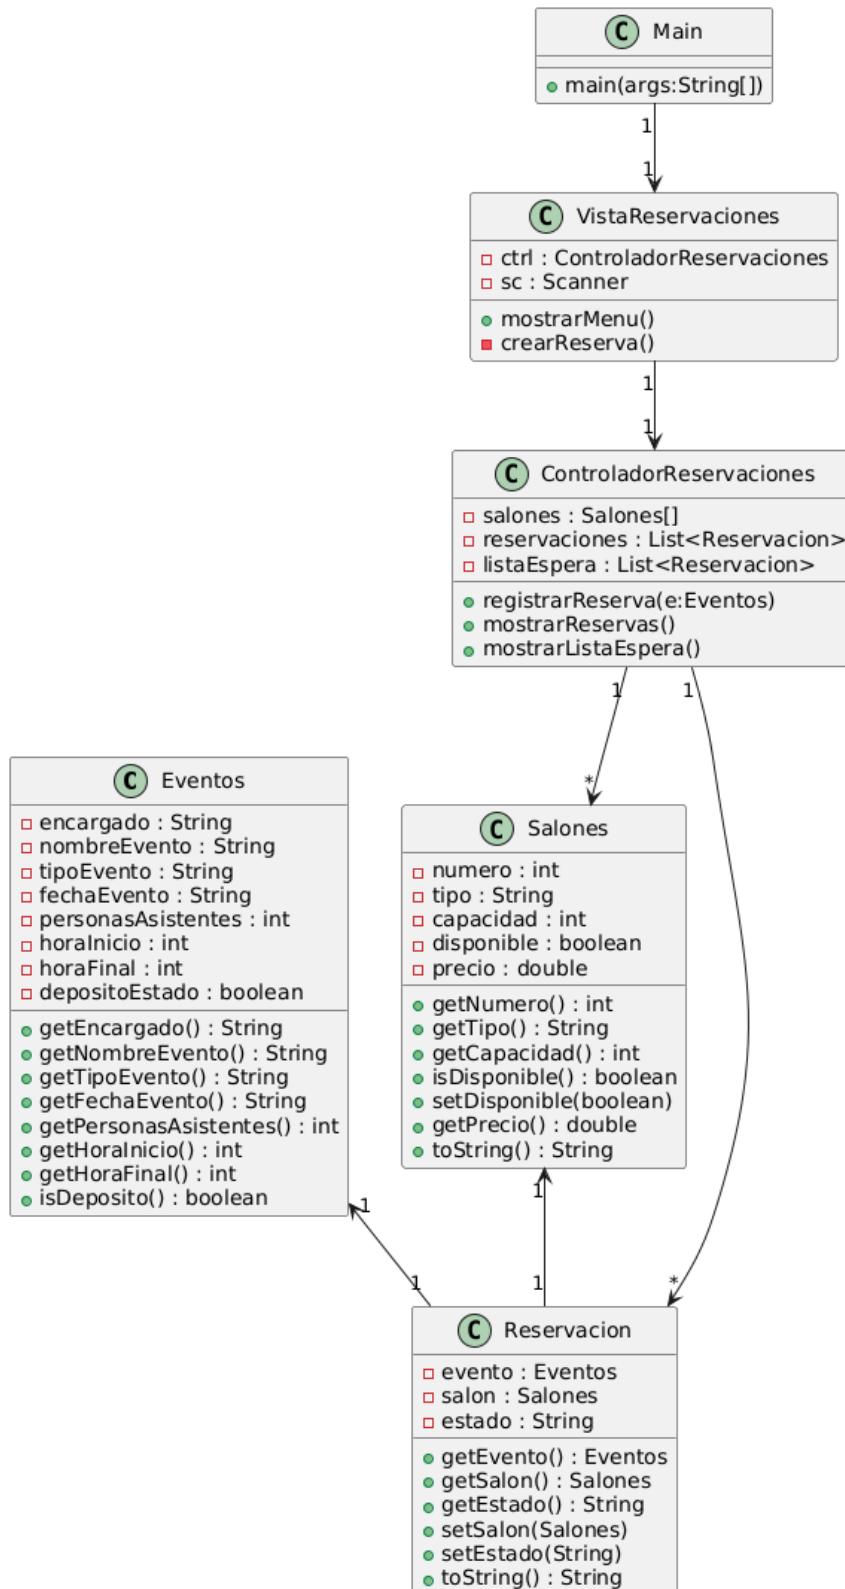 C Main
main(args:String[])
1
1
C VistaReservaciones
ctrl : ControladorReservaciones
sc : Scanner
mostrarMenu()
crearReserva()
1
1
C ControladorReservaciones
salones : Salones[]
reservaciones : List<Reservacion>
listaEspera : List<Reservacion>
registrarReserva(e:Eventos)
mostrarReservas()
mostrarListaEspera()
1
1
*
C Eventos
encargado : String
nombreEvento : String
tipoEvento : String
fechaEvento : String
personasAsistentes : int
horaInicio : int
horaFinal : int
depositoEstado : boolean
getEncargado() : String
getNombreEvento() : String
getTipoEvento() : String
getFechaEvento() : String
getPersonasAsistentes() : int
getHoraInicio() : int
getHoraFinal() : int
isDeposito() : boolean
C Salones
numero : int
tipo : String
capacidad : int
disponible : boolean
precio : double
getNumero() : int
getTipo() : String
getCapacidad() : int
isDisponible() : boolean
setDisponible(boolean)
getPrecio() : double
toString() : String
1
1
1
1
*
C Reservacion
evento : Eventos
salon : Salones
estado : String
getEvento() : Eventos
getSalon() : Salones
getEstado() : String
setSalon(Salones)
setEstado(String)
toString() : String